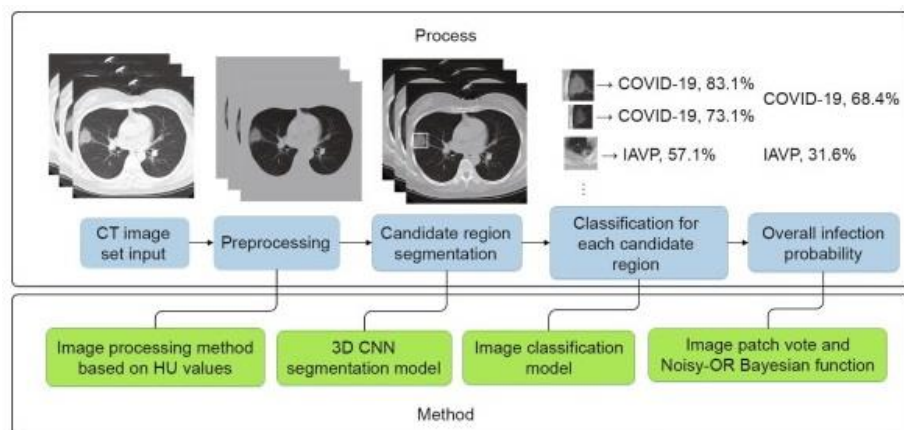 Process
→ COVID-19, 83.1%
→ COVID-19, 73.1%
COVID-19, 68.4%
→ IAVP, 57.1%
IAVP, 31.6%
⋮
CT image
set input
Preprocessing
Candidate region
segmentation
Classification for
each candidate
region
Overall infection
probability
Image processing method
based on HU values
3D CNN
segmentation model
Image classification
model
Image patch vote and
Noisy-OR Bayesian function
Method